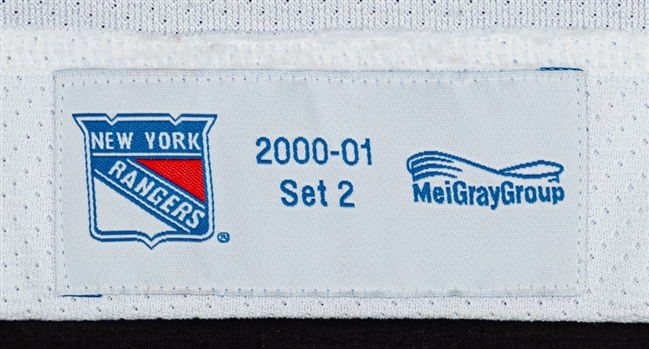 NEW YORK
RANGERS
®
2000-01
Set 2
MeiGrayGroup